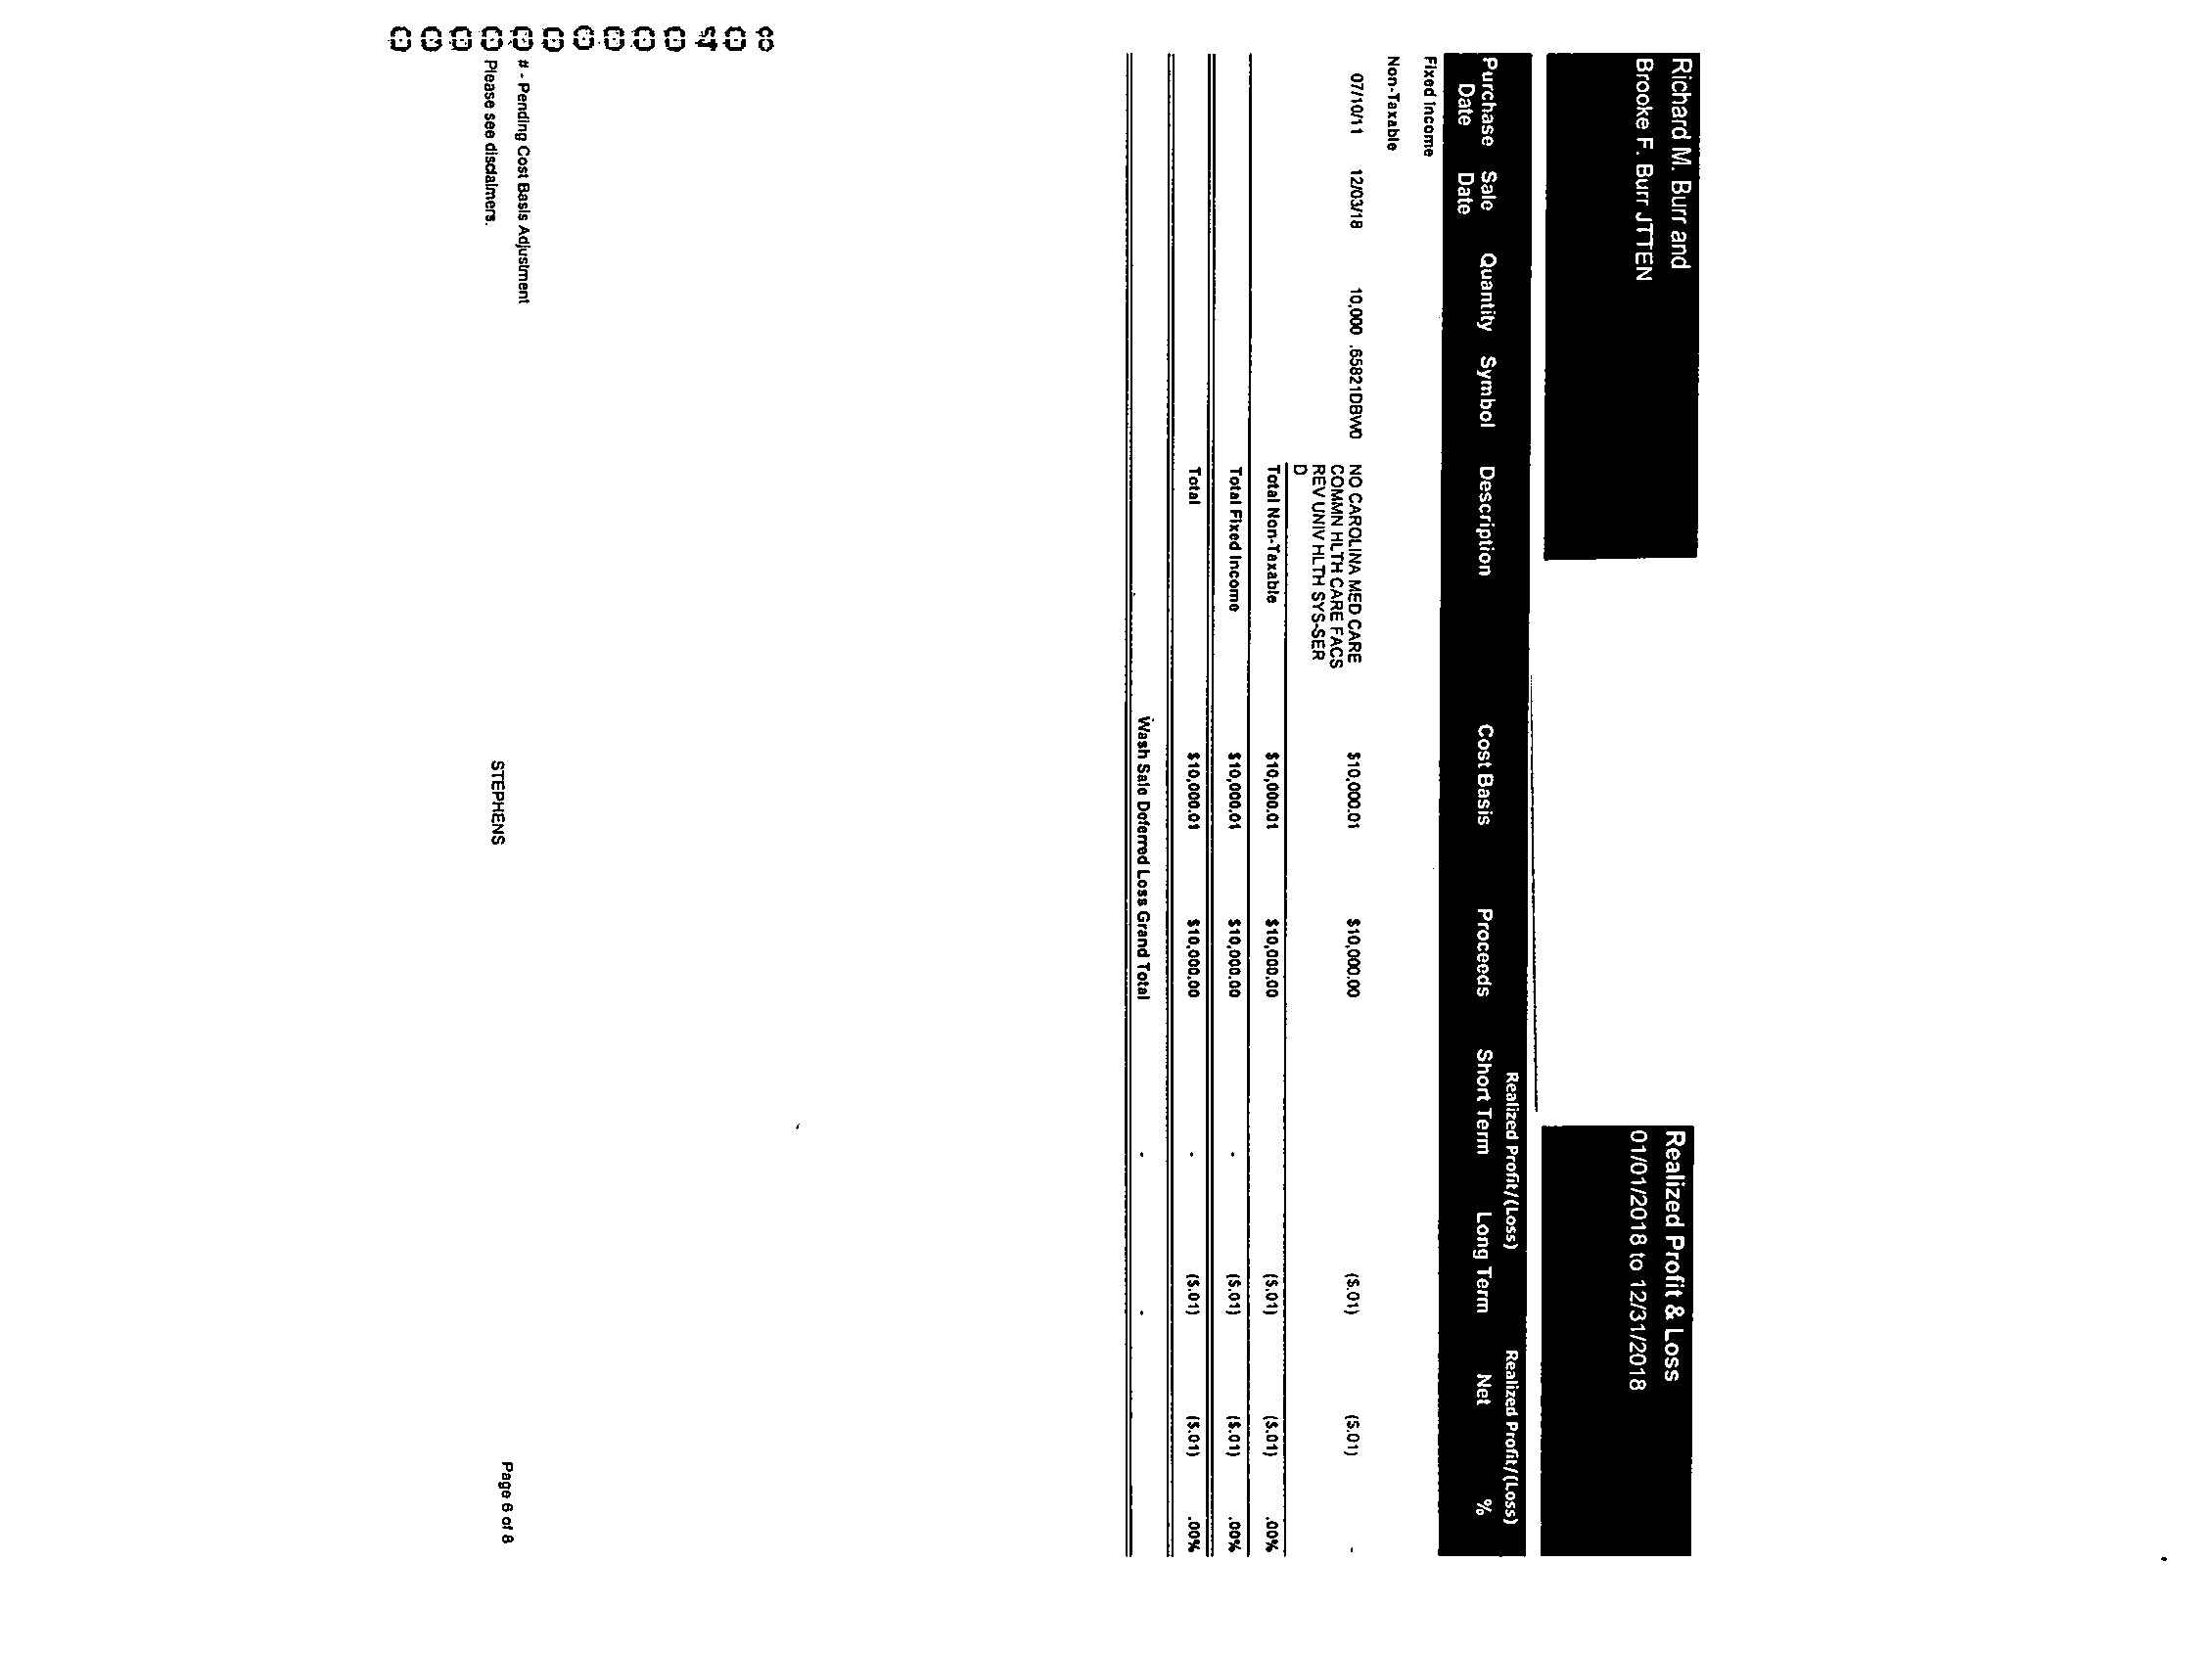 Richard M. Burr and
Brooke F. Burr JTTEN
Realized Profit & Loss
01/01/2018 to 12/31/2018
Realized Profit/(Loss) Realized Profit/(Loss)
Purchase Date Sale Date Quantity Symbol Description Cost Basis Proceeds Short Term Long Term Net %
Fixed Income
Non-Taxable
07/10/11 12/03/18 10,000 .65821DBW0 NO CAROLINA MED CARE $10,000.01 $10,000.00 ($.01) ($.01) -
COMMN HLTH CARE FACS
REV UNIV HLTH SYS-SER
D
Total Non-Taxable $10,000.01 $10,000.00 ($.01) ($.01) .00%
Total Fixed Income $10,000.01 $10,000.00 - ($.01) ($.01) .00%
Total $10,000.01 $10,000.00 - ($.01) ($.01) .00%
Wash Sale Deferred Loss Grand Total - -
# - Pending Cost Basis Adjustment
Please see disclaimers.
STEPHENS
Page 6 of 8